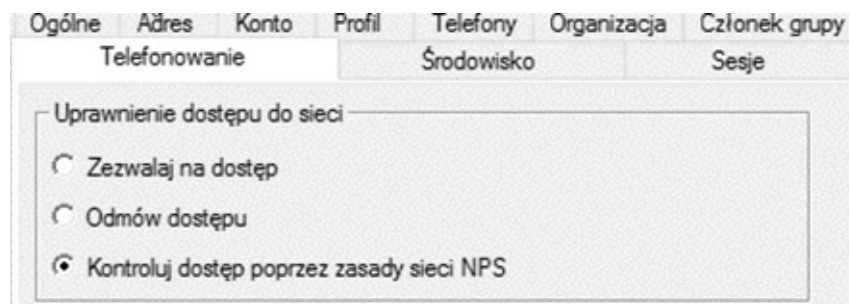 Ogólne Adres Konto Profil Telefony Organizacja Członek grupy
Telefonowanie Środowisko Sesje
Uprawnienie dostępu do sieci
Zezwalaj na dostęp
Odmów dostępu
Kontroluj dostęp poprzez zasady sieci NPS